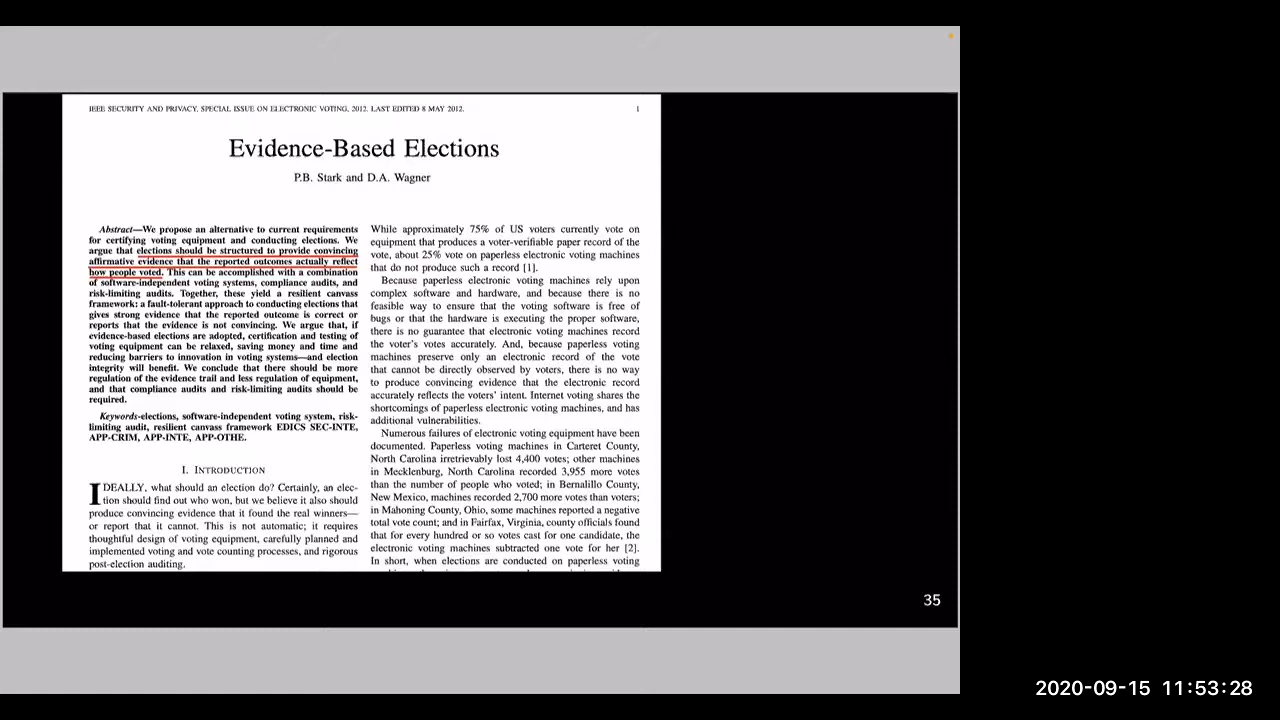 IEEE SECURITY AND PRIVACY, SPECIAL ISSUE ON ELECTRONIC VOTING, 2012. LAST EDITED 8 MAY 2012. 1
Evidence-Based Elections
P.B. Stark and D.A. Wagner
Abstract—We propose an alternative to current requirements
for certifying voting equipment and conducting elections. We
argue that elections should be structured to provide convincing
affirmative evidence that the reported outcomes actually reflect
how people voted. This can be accomplished with a combination
of software-independent voting systems, compliance audits, and
risk-limiting audits. Together, these yield a resilient canvass
framework: a fault-tolerant approach to conducting elections that
gives strong evidence that the reported outcome is correct or
reports that the evidence is not convincing. We argue that, if
evidence-based elections are adopted, certification and testing of
voting equipment can be relaxed, saving money and time and
reducing barriers to innovation in voting systems—and election
integrity will benefit. We conclude that there should be more
regulation of the evidence trail and less regulation of equipment,
and that compliance audits and risk-limiting audits should be
required.
Keywords-elections, software-independent voting system, risk-
limiting audit, resilient canvass framework EDICS SEC-INTE,
APP-CRIM, APP-INTE, APP-OTHE.
I. INTRODUCTION
IDEALLY, what should an election do? Certainly, an elec-
tion should find out who won, but we believe it also should
produce convincing evidence that it found the real winners—
or report that it cannot. This is not automatic; it requires
thoughtful design of voting equipment, carefully planned and
implemented voting and vote counting processes, and rigorous
post-election auditing.
While approximately 75% of US voters currently vote on
equipment that produces a voter-verifiable paper record of the
vote, about 25% vote on paperless electronic voting machines
that do not produce such a record [1].
Because paperless electronic voting machines rely upon
complex software and hardware, and because there is no
feasible way to ensure that the voting software is free of
bugs or that the hardware is executing the proper software,
there is no guarantee that electronic voting machines record
the voter's votes accurately. And, because paperless voting
machines preserve only an electronic record of the vote
that cannot be directly observed by voters, there is no way
to produce convincing evidence that the electronic record
accurately reflects the voters' intent. Internet voting shares the
shortcomings of paperless electronic voting machines, and has
additional vulnerabilities.
Numerous failures of electronic voting equipment have been
documented. Paperless voting machines in Carteret County,
North Carolina irretrievably lost 4,400 votes; other machines
in Mecklenburg, North Carolina recorded 3,955 more votes
than the number of people who voted; in Bernalillo County,
New Mexico, machines recorded 2,700 more votes than voters;
in Mahoning County, Ohio, some machines reported a negative
total vote count; and in Fairfax, Virginia, county officials found
that for every hundred or so votes cast for one candidate, the
electronic voting machines subtracted one vote for her [2].
In short, when elections are conducted on paperless voting
35
2020-09-15 11:53:28